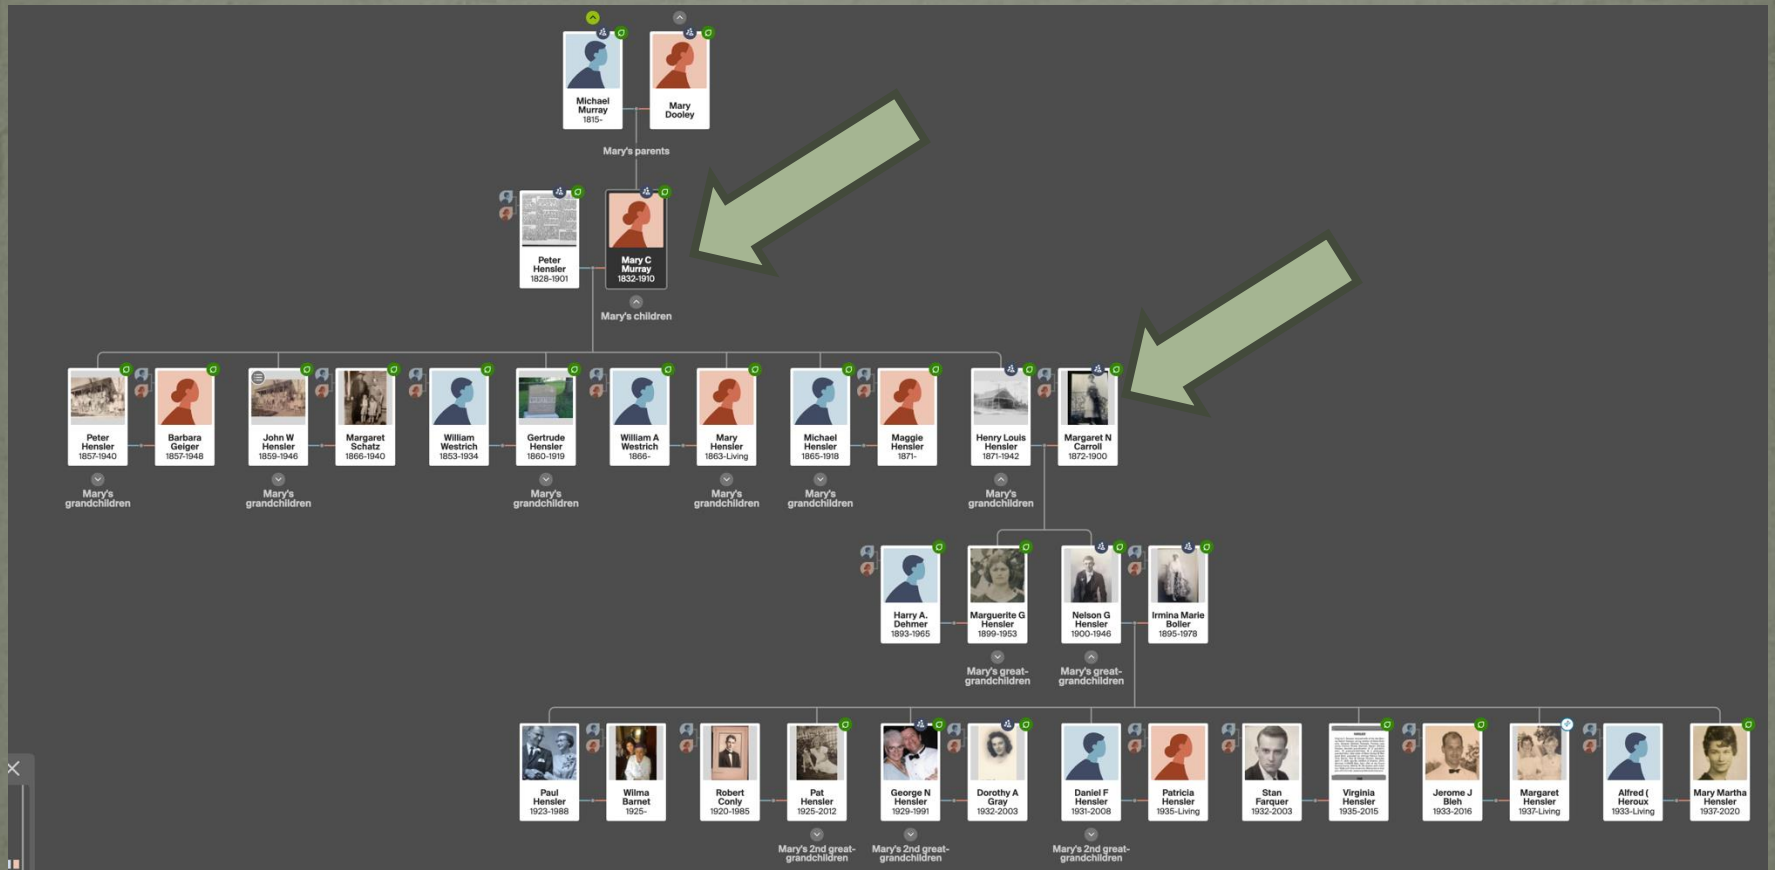 Michael
Murray
1815-
Mary
Dooley
Mary's parents
Peter
Hensler
1828-1901
Mary C
Murray
1832-1910
Mary's children
Peter
Hensler
1857-1940
Barbara
Geiger
1857-1948
John W
Hensler
1859-1946
Margaret
Schatz
1866-1940
William
Westrich
1853-1934
Gertrude
Hensler
1860-1919
William A
Westrich
1866-
Mary
Hensler
1863-Living
Michael
Hensler
1865-1918
Maggie
Hensler
1871-
Henry Louis
Hensler
1871-1942
Margaret N
Carroll
1872-1900
Mary's
grandchildren
Mary's
grandchildren
Mary's
grandchildren
Mary's
grandchildren
Mary's
grandchildren
Mary's
grandchildren
Harry A.
Dehmer
1893-1965
Marguerite G
Hensler
1899-1953
Nelson G
Hensler
1900-1946
Irmina Marie
Boller
1895-1978
Mary's great-
grandchildren
Mary's great-
grandchildren
Paul
Hensler
1923-1988
Wilma
Barnet
1925-
Robert
Conly
1920-1985
Pat
Hensler
1925-2012
George N
Hensler
1929-1991
Dorothy A
Gray
1932-2003
Daniel F
Hensler
1931-2008
Patricia
Hensler
1935-Living
Stan
Farquer
1932-2003
Virginia
Hensler
1935-2015
Jerome J
Bleh
1933-2016
Margaret
Hensler
1937-Living
Alfred (
Heroux
1933-Living
Mary Martha
Hensler
1937-2020
Mary's 2nd great-
grandchildren
Mary's 2nd great-
grandchildren
Mary's 2nd great-
grandchildren